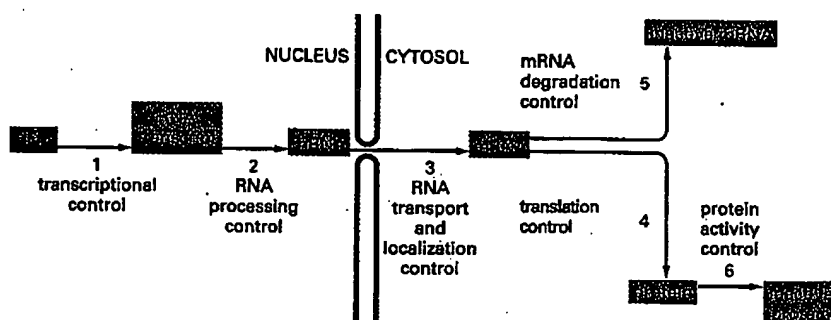 NUCLEUS
CYTOSOL
mRNA
degradation
control
5
1
transcriptional
control
2
RNA
processing
control
3
RNA
transport
and
localization
control
translation
control
4
protein
activity
control
6